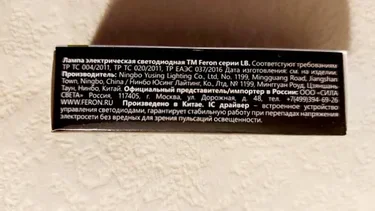 Лампа электрическая светодиодная ТМ Feron серии LB. Соответствуют требованиям
ТР ТС 004/2011, ТР ТС 020/2011, ТР ЕАЭС 037/2016 Дата изготовления: см. на изделии.
Производитель: Ningbo Yusing Lighting Co., Ltd, No. 1199, Mingguang Road, Jiangshan
Town, Ningbo, China / Нинбо Юсинг Лайтинг, Ко., Лтд, № 1199, Мингтуан Роуд, Цзяншань,
Таун, Нинбо, Китай. Официальный представитель/импортер в России: ООО «СИЛА
СВЕТА» Россия, 117405, г. Москва, ул. Дорожная, д. 48, тел. +7(499)394-69-26
WWW.FERON.RU Произведено в Китае. IC драйвер – встроенное устройство
управления светодиодами, гарантирует стабильную работу при перепадах напряжения
электросети без вредных для зрения пульсаций освещенности.